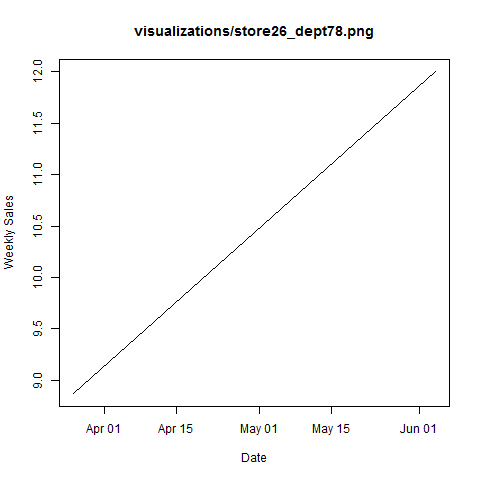 visualizations/store26_dept78.png
Weekly Sales
12.0
11.5
11.0
10.5
10.0
9.5
9.0
Apr 01 Apr 15 May 01 May 15 Jun 01
Date